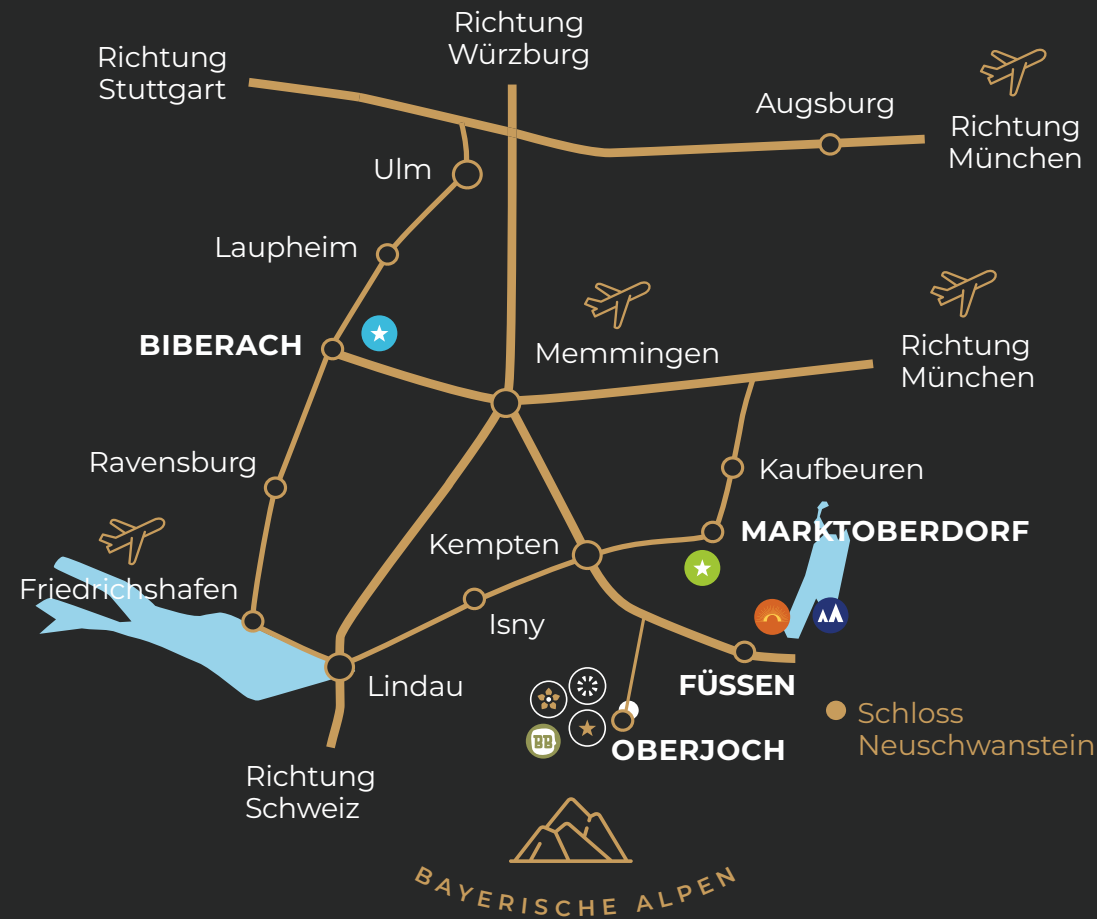 Richtung
Würzburg
Richtung
Stuttgart
Augsburg
Richtung
München
Ulm
Laupheim
BIBERACH
Memmingen
Richtung
München
Ravensburg
Kaufbeuren
MARKTOBERDORF
Kempten
Friedrichshafen
Isny
Lindau
FÜSSEN
Schloss
Neuschwanstein
BB
OBERJOCH
Richtung
Schweiz
BAYERISCHE ALPEN